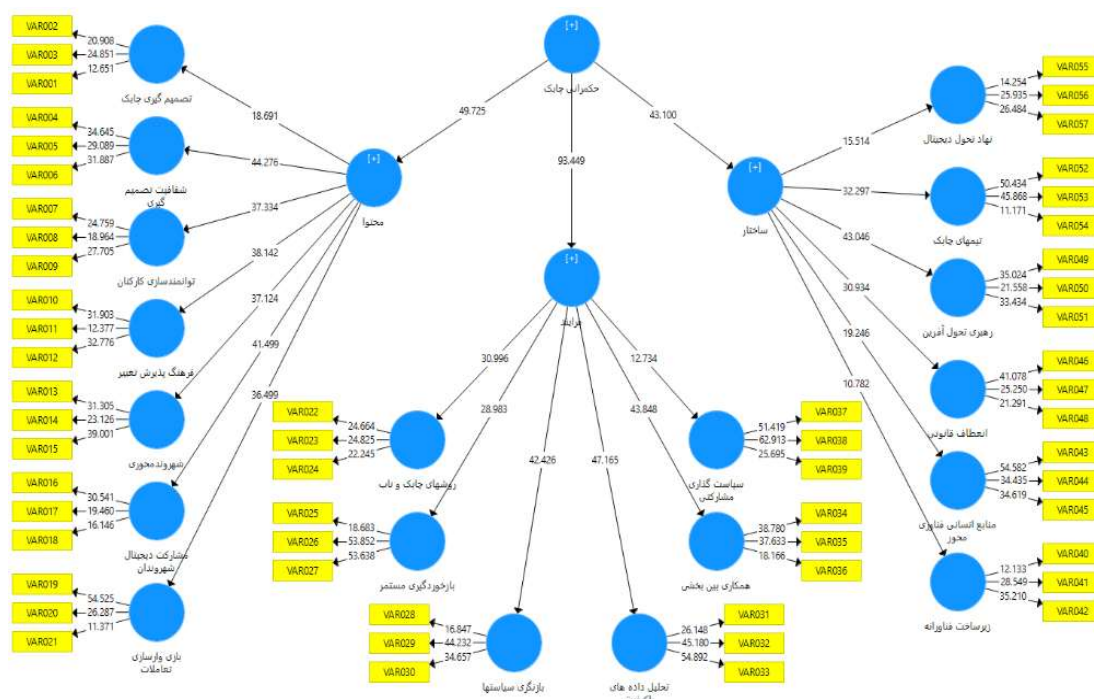 [+]
حکمرانی چابک
49.725
93.449
43.100
[+]
محتوا
18.691
44.276
37.334
38.142
37.124
41.499
36.499
VAR002
VAR003
VAR001
20.908
24.851
12.651
تصمیم گیری چابک
VAR004
VAR005
VAR006
34.645
29.089
31.887
شفافیت تصمیم
گیری
VAR007
VAR008
VAR009
24.759
18.964
27.705
توانمندسازی کارکنان
VAR010
VAR011
VAR012
31.903
12.377
32.776
فرهنگ پذیرش تغییر
VAR013
VAR014
VAR015
31.305
23.126
39.001
شهروندمحوری
VAR016
VAR017
VAR018
30.541
19.460
16.146
مشارکت دیجیتال
شهروندان
VAR019
VAR020
VAR021
54.525
26.287
11.371
بازی وارسازی
تعاملات
[+]
فرایند
30.996
28.983
42.426
47.165
43.848
12.734
VAR022
VAR023
VAR024
24.664
24.825
22.245
روشهای چابک و ناب
VAR025
VAR026
VAR027
18.683
53.852
53.638
بازخوردگیری مستمر
VAR028
VAR029
VAR030
16.847
44.232
34.657
بازنگری سیاستها
VAR031
VAR032
VAR033
26.148
45.180
54.892
تحلیل داده های
VAR034
VAR035
VAR036
38.780
37.633
18.166
همکاری بین بخشی
VAR037
VAR038
VAR039
51.419
62.913
25.695
سیاست گذاری
مشارکتی
[+]
ساختار
15.514
32.297
43.046
30.934
19.246
10.782
VAR055
VAR056
VAR057
14.254
25.935
26.484
نهاد تحول دیجیتال
VAR052
VAR053
VAR054
50.434
45.868
11.171
تیمهای چابک
VAR049
VAR050
VAR051
35.024
21.558
33.434
رهبری تحول آفرین
VAR046
VAR047
VAR048
41.078
25.250
21.291
انعطاف قانونی
VAR043
VAR044
VAR045
54.582
34.435
34.619
منابع انسانی فناوری
محور
VAR040
VAR041
VAR042
12.133
28.549
35.210
زیرساخت فناورانه